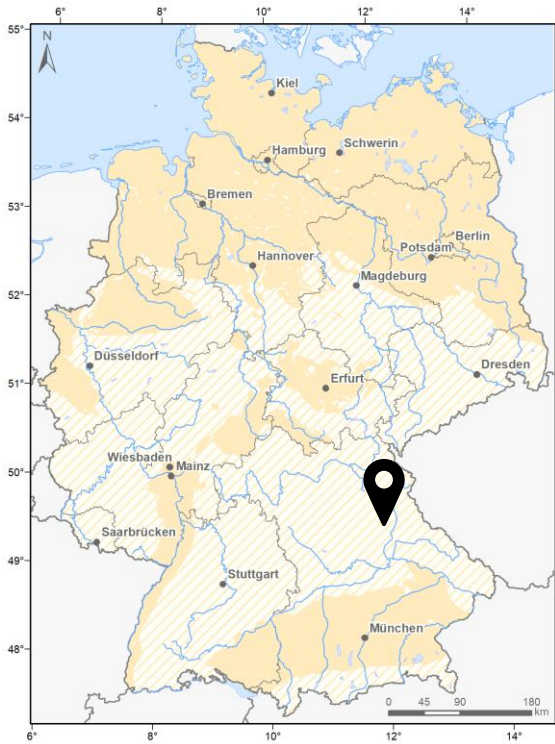 8° 10° 12° 14°
55°
N
Kiel
54°
Schwerin
Hamburg
Bremen
53°
Berlin
Potsdam
Hannover
Magdeburg
52°
Düsseldorf
Dresden
51°
Erfurt
Wiesbaden
50°
Mainz
Saarbrücken
49°
Stuttgart
München
48°
0 45 90 180
km
6° 8° 10° 12° 14°